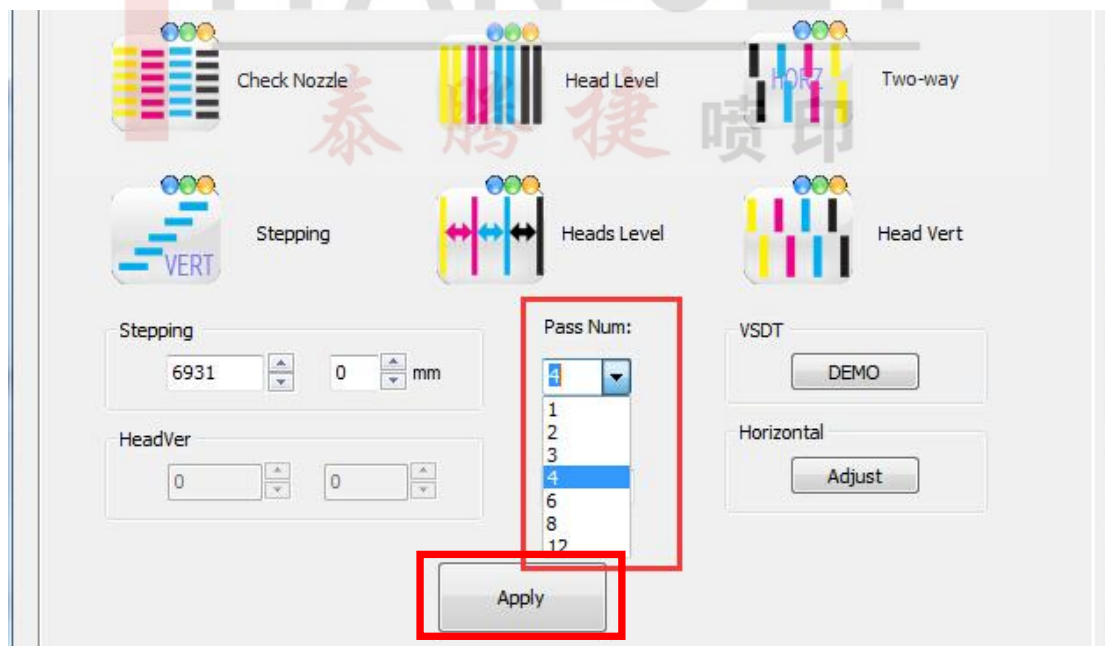 Check Nozzle
Head Level
HORZ
Two-way
泰腾捷喷印
VERT
Stepping
Heads Level
Head Vert
Stepping
6931
0
mm
Pass Num:
4
1
2
3
4
6
8
12
VSDT
DEMO
HeadVer
0
0
Horizontal
Adjust
Apply